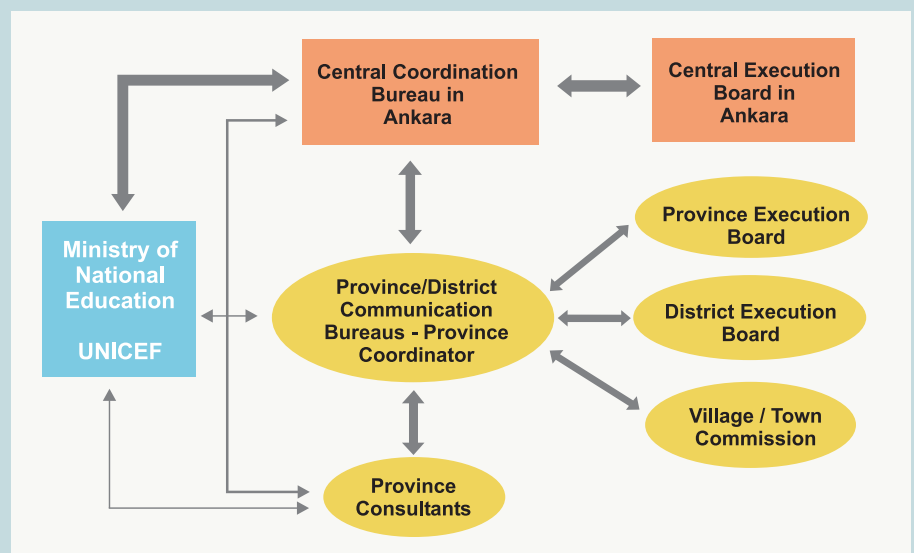 Central Coordination
Bureau in
Ankara
Central Execution
Board in
Ankara
Province Execution
Board
Ministry of
National
Education
UNICEF
Province/District
Communication
Bureaus - Province
Coordinator
District Execution
Board
Village / Town
Commission
Province
Consultants